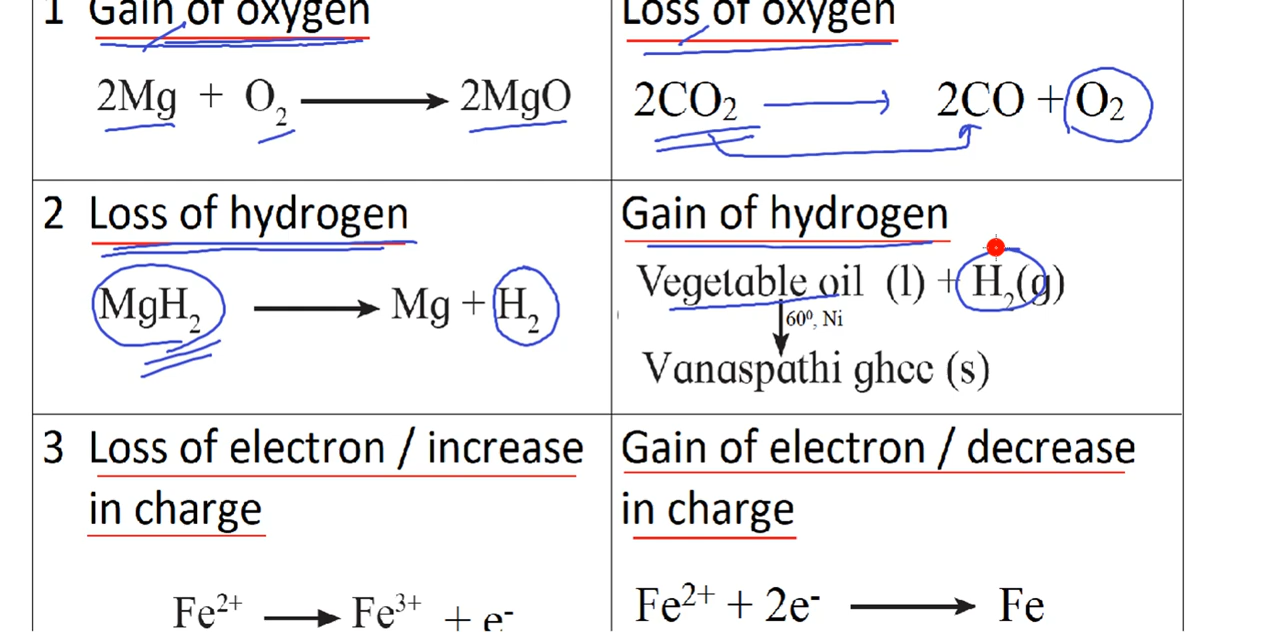 1 Gain of oxygen
2Mg + O₂ ⟶ 2MgO
Loss of oxygen
2CO₂ ⟶ 2CO + O₂
2 Loss of hydrogen
MgH₂ ⟶ Mg + H₂
Gain of hydrogen
Vegetable oil (l) + H₂(g)
60⁰, Ni
Vanaspathi ghee (s)
3 Loss of electron / increase
in charge
Fe²⁺ ⟶ Fe³⁺ + e⁻
Gain of electron / decrease
in charge
Fe²⁺ + 2e⁻ ⟶ Fe